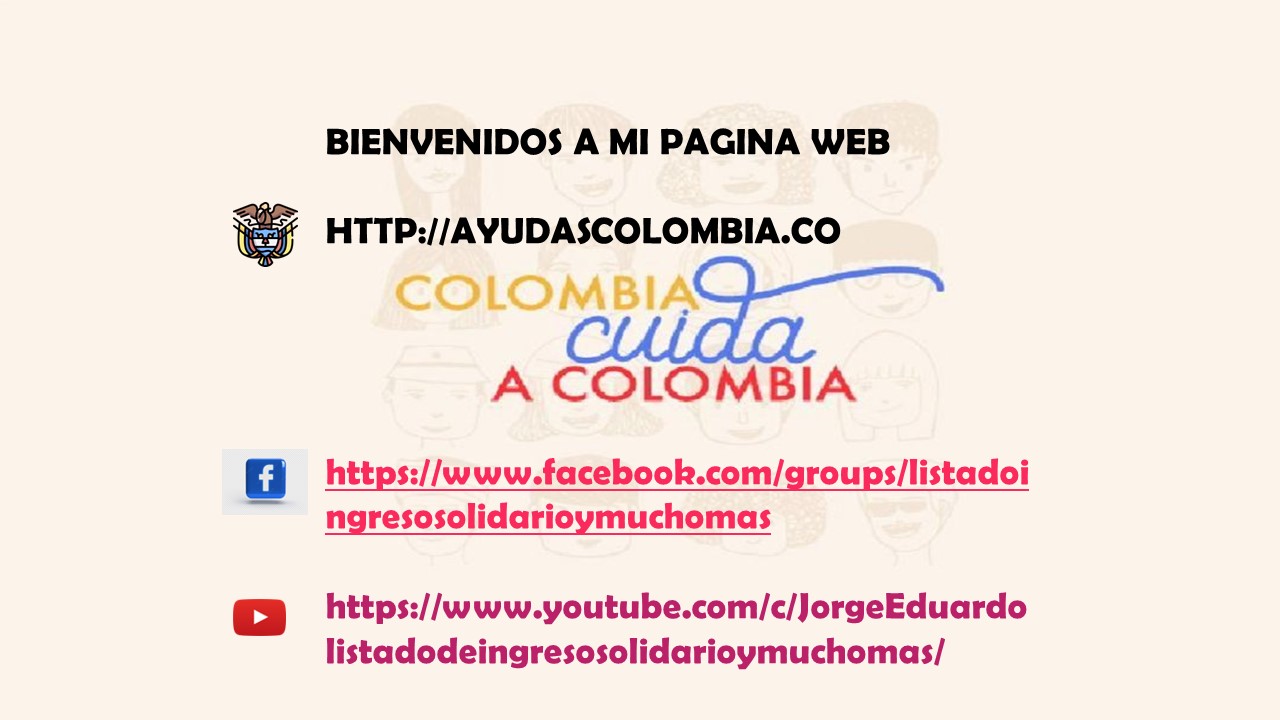 BIENVENIDOS A MI PAGINA WEB
HTTP://AYUDASCOLOMBIA.CO
COLOMBIA
cuida
A COLOMBIA
https://www.facebook.com/groups/listadoi
ngresosolidarioymuchomas
https://www.youtube.com/c/JorgeEduardo
listadodeingresosolidarioymuchomas/